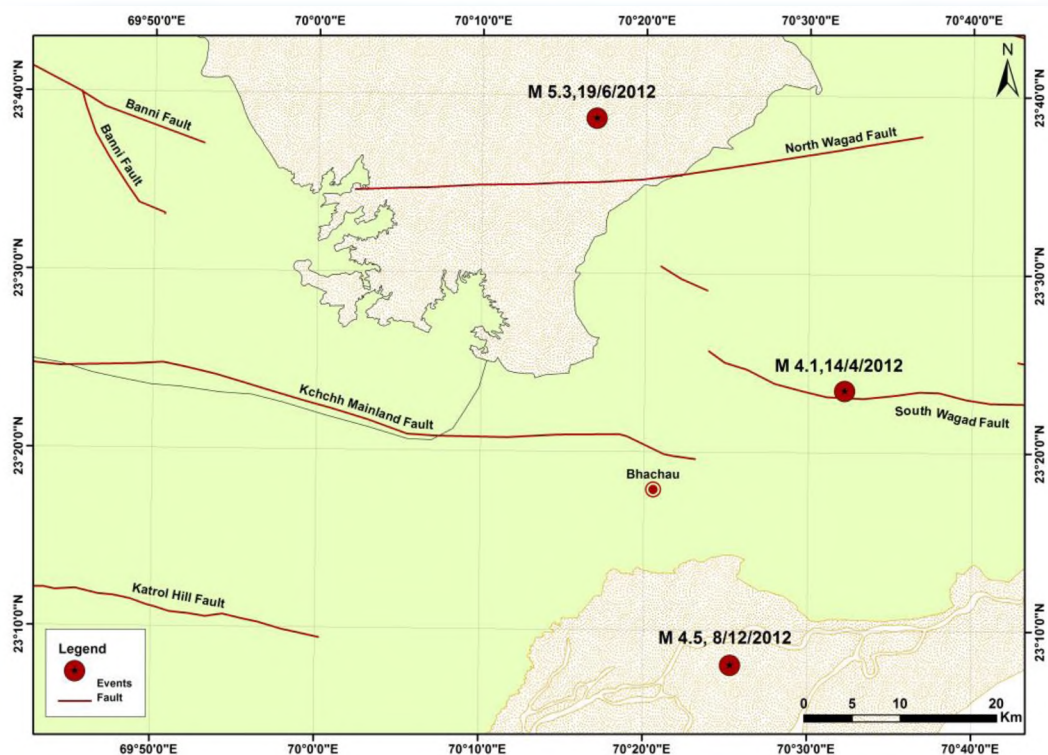 69°50'0"E 70°00'0"E 70°10'0"E 70°20'0"E 70°32'0"E 70°40'0"E
N
23°40'0"N
23°40'0"N
M 5.3,19/6/2012
Banni Fault
Banni Fault
North Wagad Fault
23°30'0"N
23°30'0"N
M 4.1,14/4/2012
Kchchh Mainland Fault
South Wagad Fault
23°20'0"N
23°20'0"N
Bhachau
Katrol Hill Fault
23°10'0"N
23°10'0"N
M 4.5, 8/12/2012
Legend
Events
Fault
0 5 10 20
Km
69°50'0"E 70°00'0"E 70°10'0"E 70°20'0"E 70°32'0"E 70°40'0"E